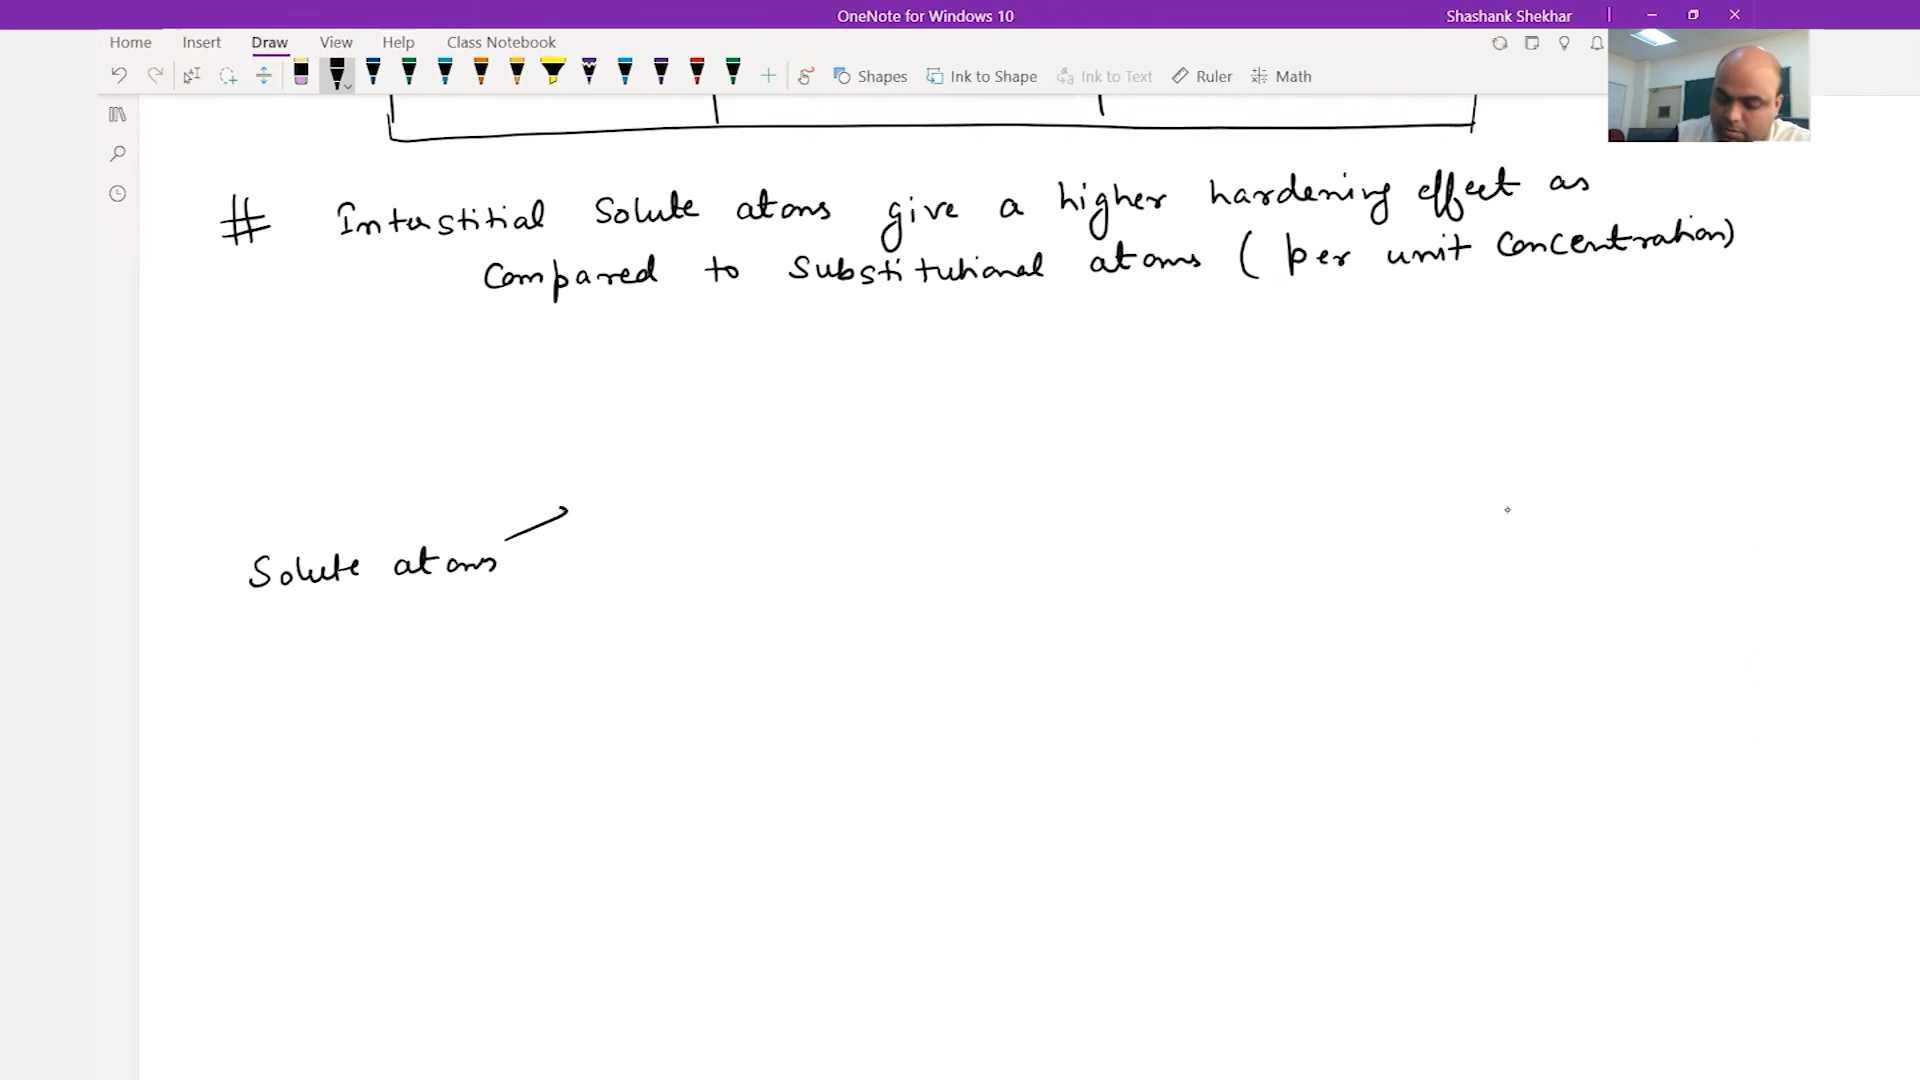 OneNote for Windows 10
Shashank Shekhar
Home Insert Draw View Help Class Notebook
Shapes Ink to Shape Ink to Text Ruler Math
# Interstitial Solute atoms give a higher hardening effect as
compared to substitutional atoms ( per unit concentration)
Solute atoms